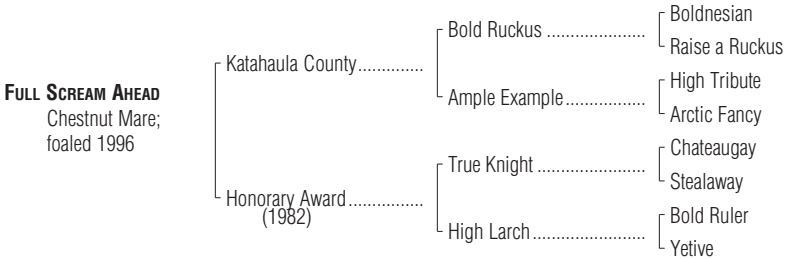 FULL SCREAM AHEAD
Chestnut Mare;
foaled 1996
Katahaula County..............
Honorary Award................
(1982)
Bold Ruckus .....................
Ample Example.................
True Knight .......................
High Larch........................
Boldnesian
Raise a Ruckus
High Tribute
Arctic Fancy
Chateaugay
Stealaway
Bold Ruler
Yetive